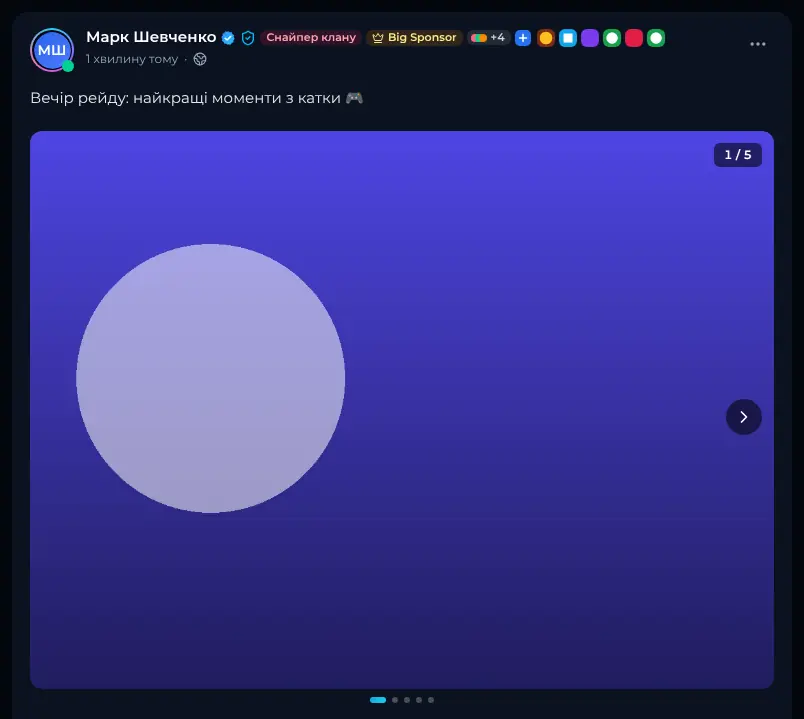 МШ
Марк Шевченко Снайпер клану Big Sponsor +4
1 хвилину тому ·
Вечір рейду: найкращі моменти з катки 🎮
1 / 5